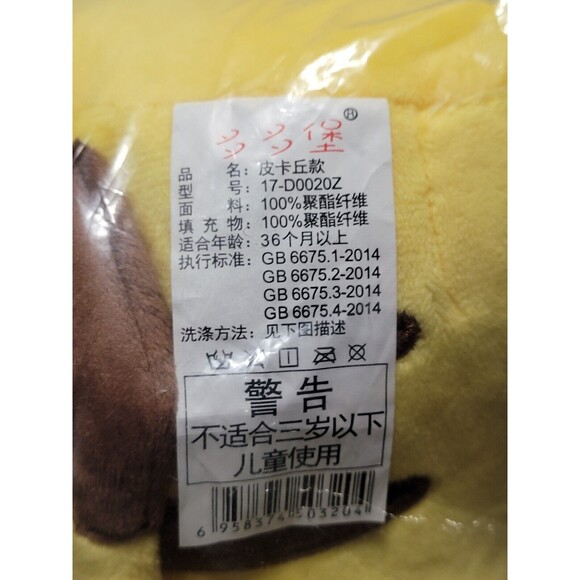 多多堡®
品名：皮卡丘款
型号：17-D0020Z
面料：100%聚酯纤维
填充物：100%聚酯纤维
适合年龄：36个月以上
执行标准：GB 6675.1-2014
GB 6675.2-2014
GB 6675.3-2014
GB 6675.4-2014
洗涤方法：见下图描述
警告
不适合三岁以下
儿童使用
6 958374 503204